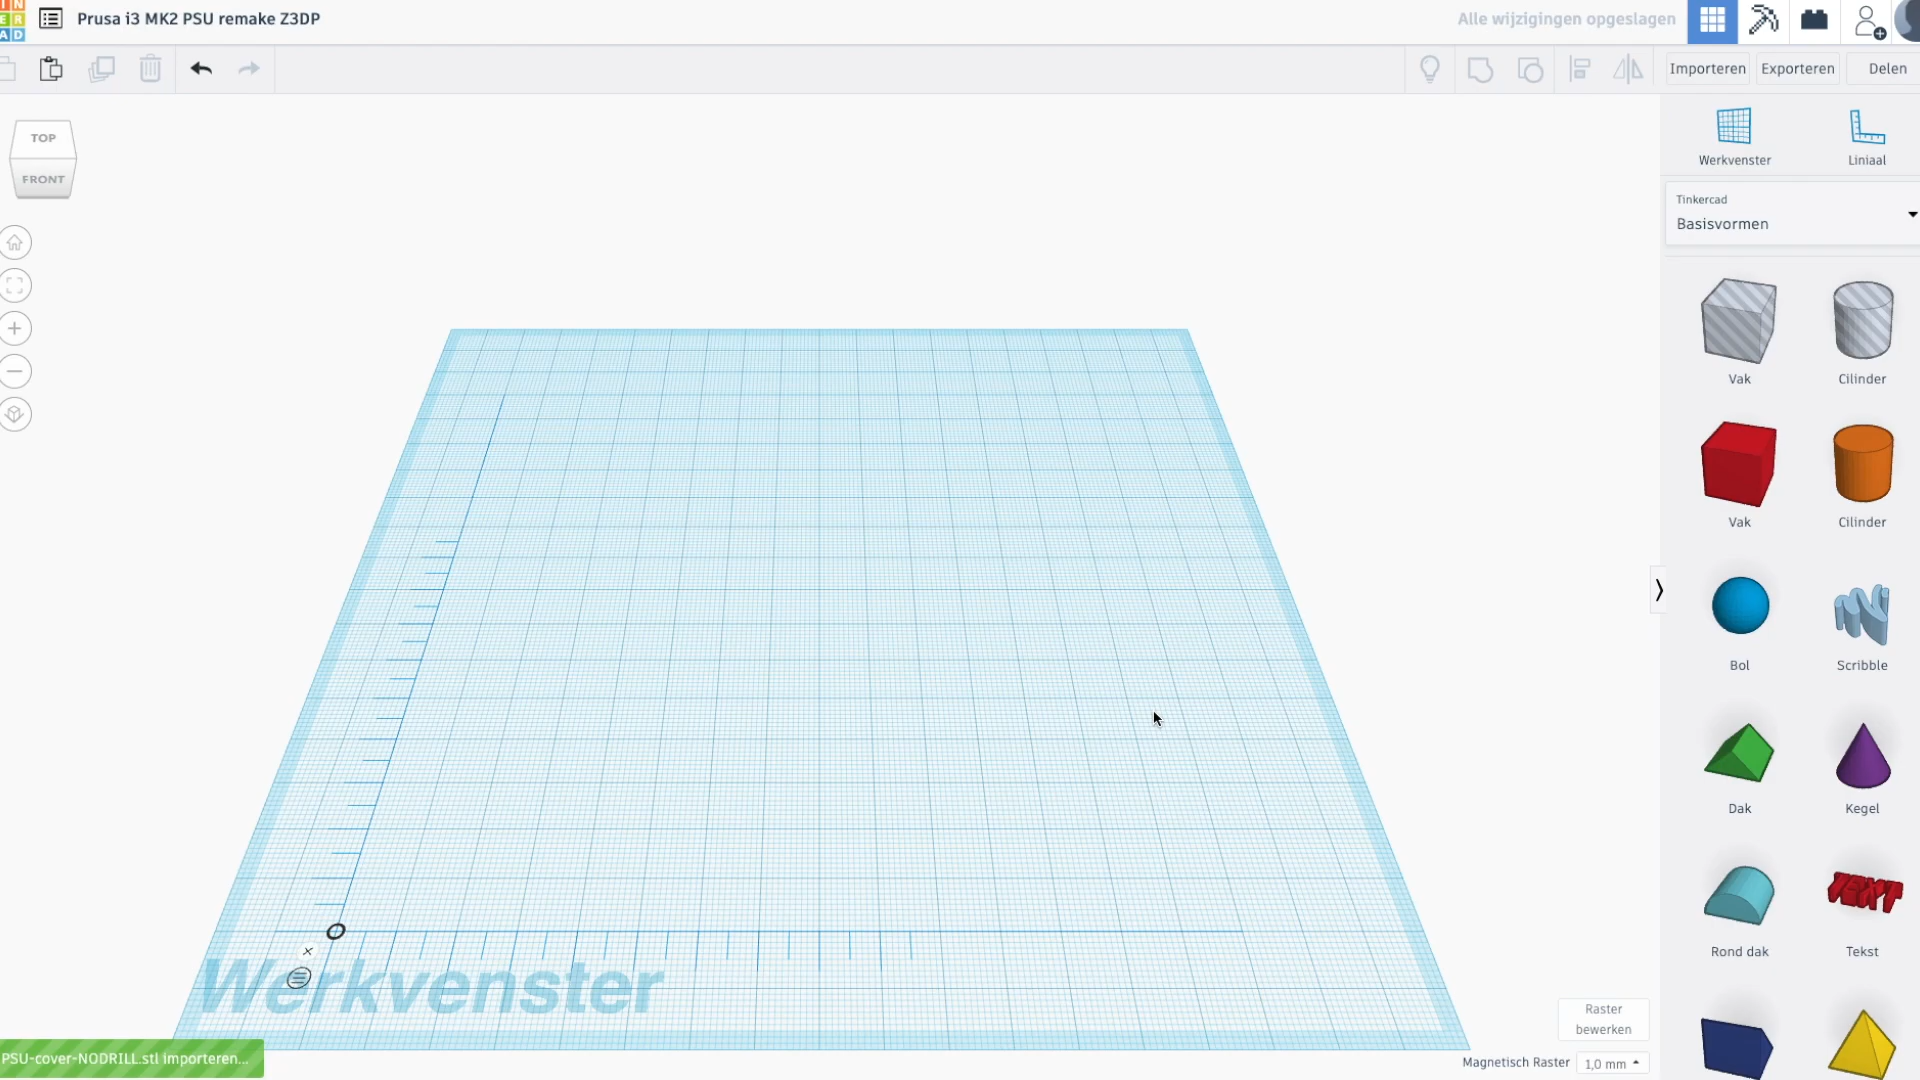 Prusa i3 MK2 PSU remake Z3DP
Alle wijzigingen opgeslagen
Importeren
Exporteren
Delen
TOP
FRONT
Werkvenster
Liniaal
Tinkercad
Basisvormen
Vak
Cilinder
Vak
Cilinder
Bol
Scribble
Dak
Kegel
Rond dak
TEKST
Tekst
Werkvenster
Raster
bewerken
PSU-cover-NODRILL.stl importeren...
Magnetisch Raster
1,0 mm